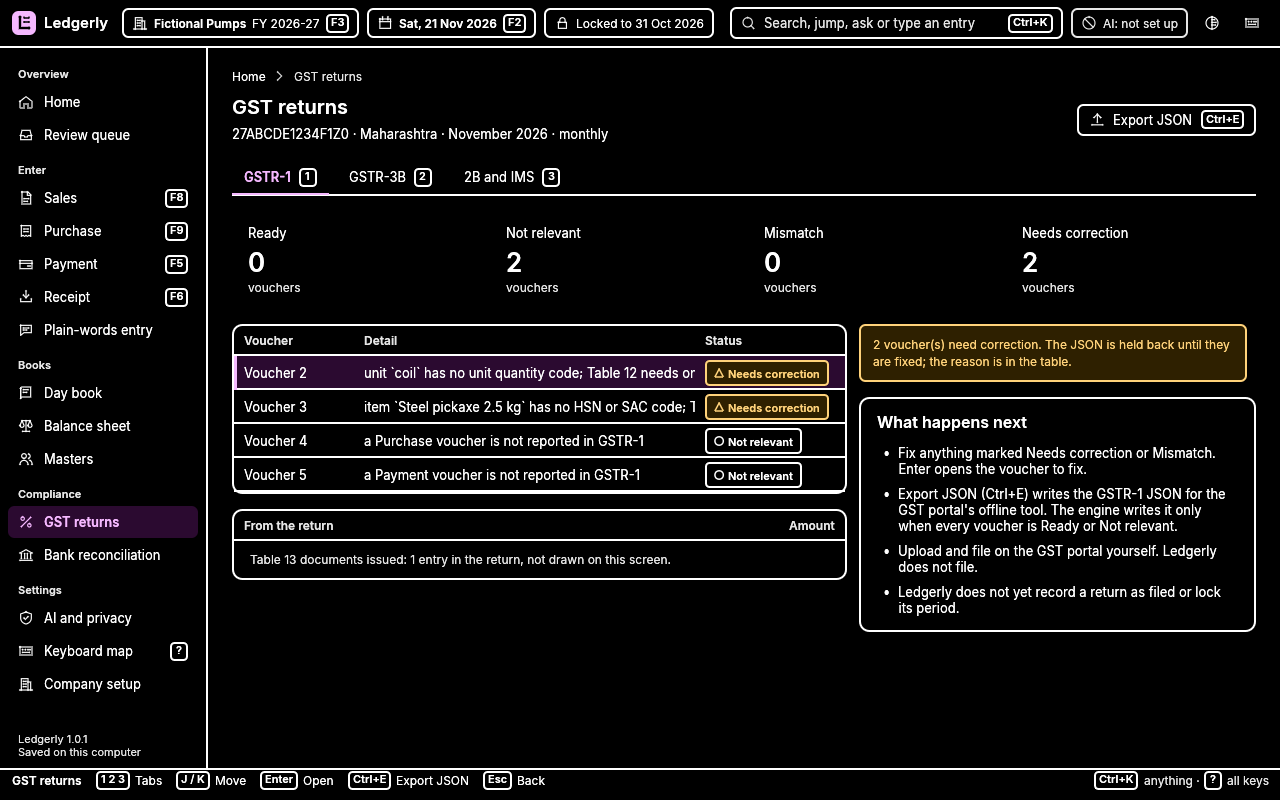 Ledgerly
Fictional Pumps FY 2026-27 F3
Sat, 21 Nov 2026 F2
Locked to 31 Oct 2026
Search, jump, ask or type an entry Ctrl+K
AI: not set up
Overview
Home
Review queue
Enter
Sales F8
Purchase F9
Payment F5
Receipt F6
Plain-words entry
Books
Day book
Balance sheet
Masters
Compliance
GST returns
Bank reconciliation
Settings
AI and privacy
Keyboard map ?
Company setup
Ledgerly 1.0.1
Saved on this computer
Home > GST returns
GST returns
27ABCDE1234F1Z0 · Maharashtra · November 2026 · monthly
Export JSON Ctrl+E
GSTR-1 1 GSTR-3B 2 2B and IMS 3
Ready Not relevant Mismatch Needs correction
0 2 0 2
vouchers vouchers vouchers vouchers
Voucher Detail Status
Voucher 2 unit `coil` has no unit quantity code; Table 12 needs or Needs correction
Voucher 3 item `Steel pickaxe 2.5 kg` has no HSN or SAC code; T Needs correction
Voucher 4 a Purchase voucher is not reported in GSTR-1 Not relevant
Voucher 5 a Payment voucher is not reported in GSTR-1 Not relevant
From the return Amount
Table 13 documents issued: 1 entry in the return, not drawn on this screen.
2 voucher(s) need correction. The JSON is held back until they
are fixed; the reason is in the table.
What happens next
• Fix anything marked Needs correction or Mismatch.
Enter opens the voucher to fix.
• Export JSON (Ctrl+E) writes the GSTR-1 JSON for the
GST portal's offline tool. The engine writes it only
when every voucher is Ready or Not relevant.
• Upload and file on the GST portal yourself. Ledgerly
does not file.
• Ledgerly does not yet record a return as filed or lock
its period.
GST returns 1 2 3 Tabs J / K Move Enter Open Ctrl+E Export JSON Esc Back
Ctrl+K anything · ? all keys